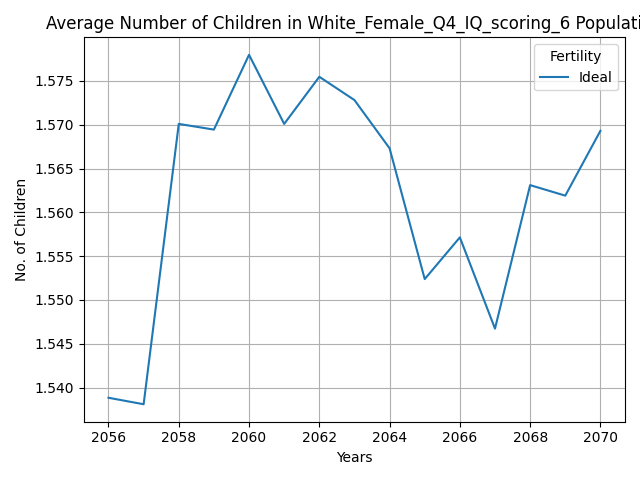 Average Number of Children in White_Female_Q4_IQ_scoring_6 Populati
Fertility
Ideal
1.575
1.570
1.565
1.560
1.555
1.550
1.545
1.540
No. of Children
2056 2058 2060 2062 2064 2066 2068 2070
Years